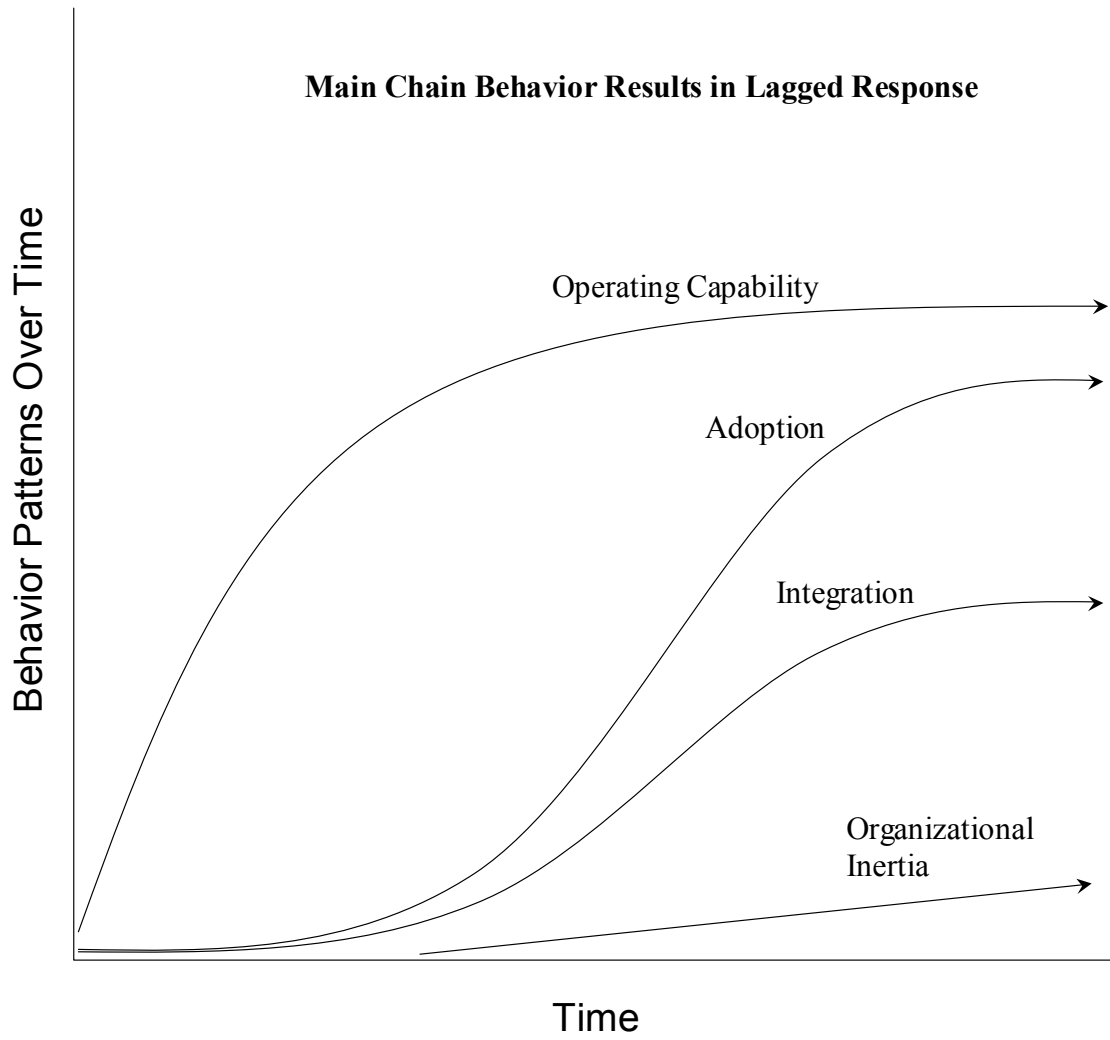 Main Chain Behavior Results in Lagged Response
Behavior Patterns Over Time
Operating Capability
Adoption
Integration
Organizational
Inertia
Time